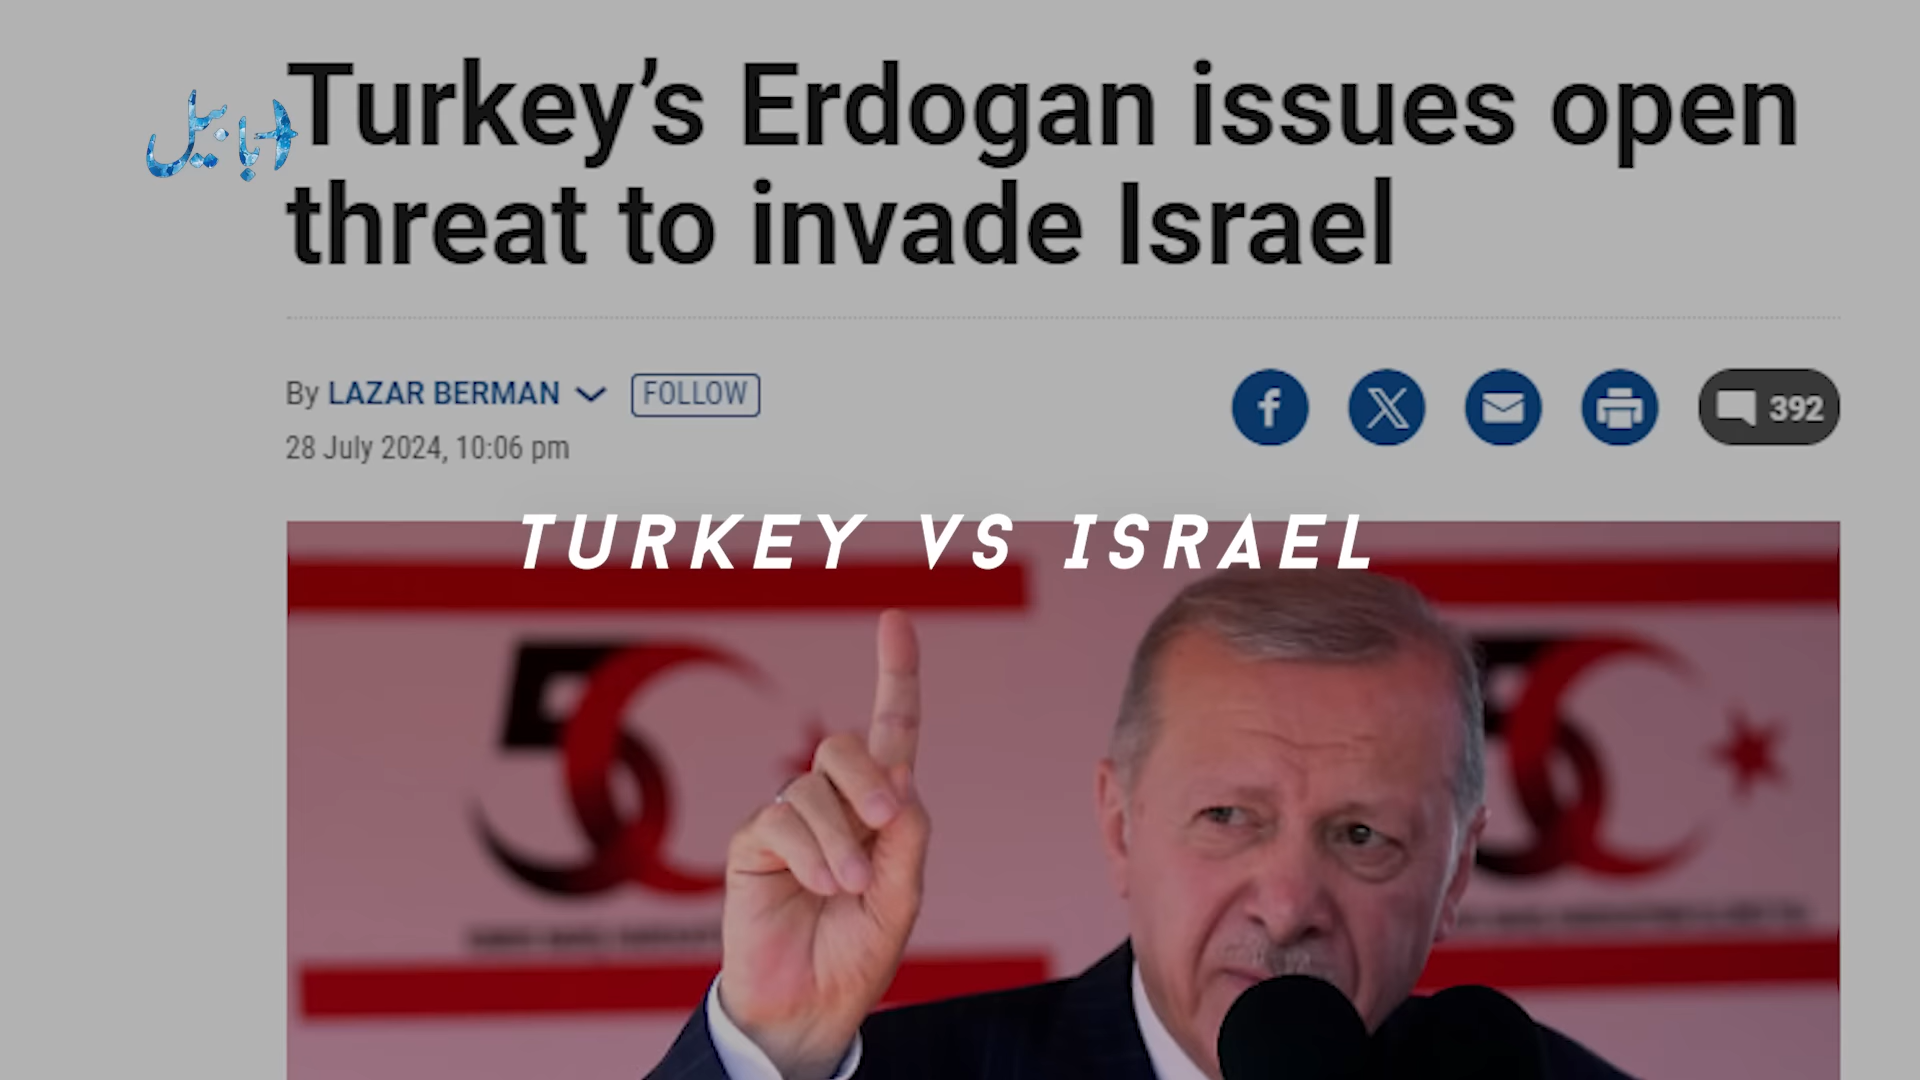 Turkey’s Erdogan issues open
threat to invade Israel
ابابیل
By LAZAR BERMAN FOLLOW
28 July 2024, 10:06 pm
392
TURKEY VS ISRAEL
50
50